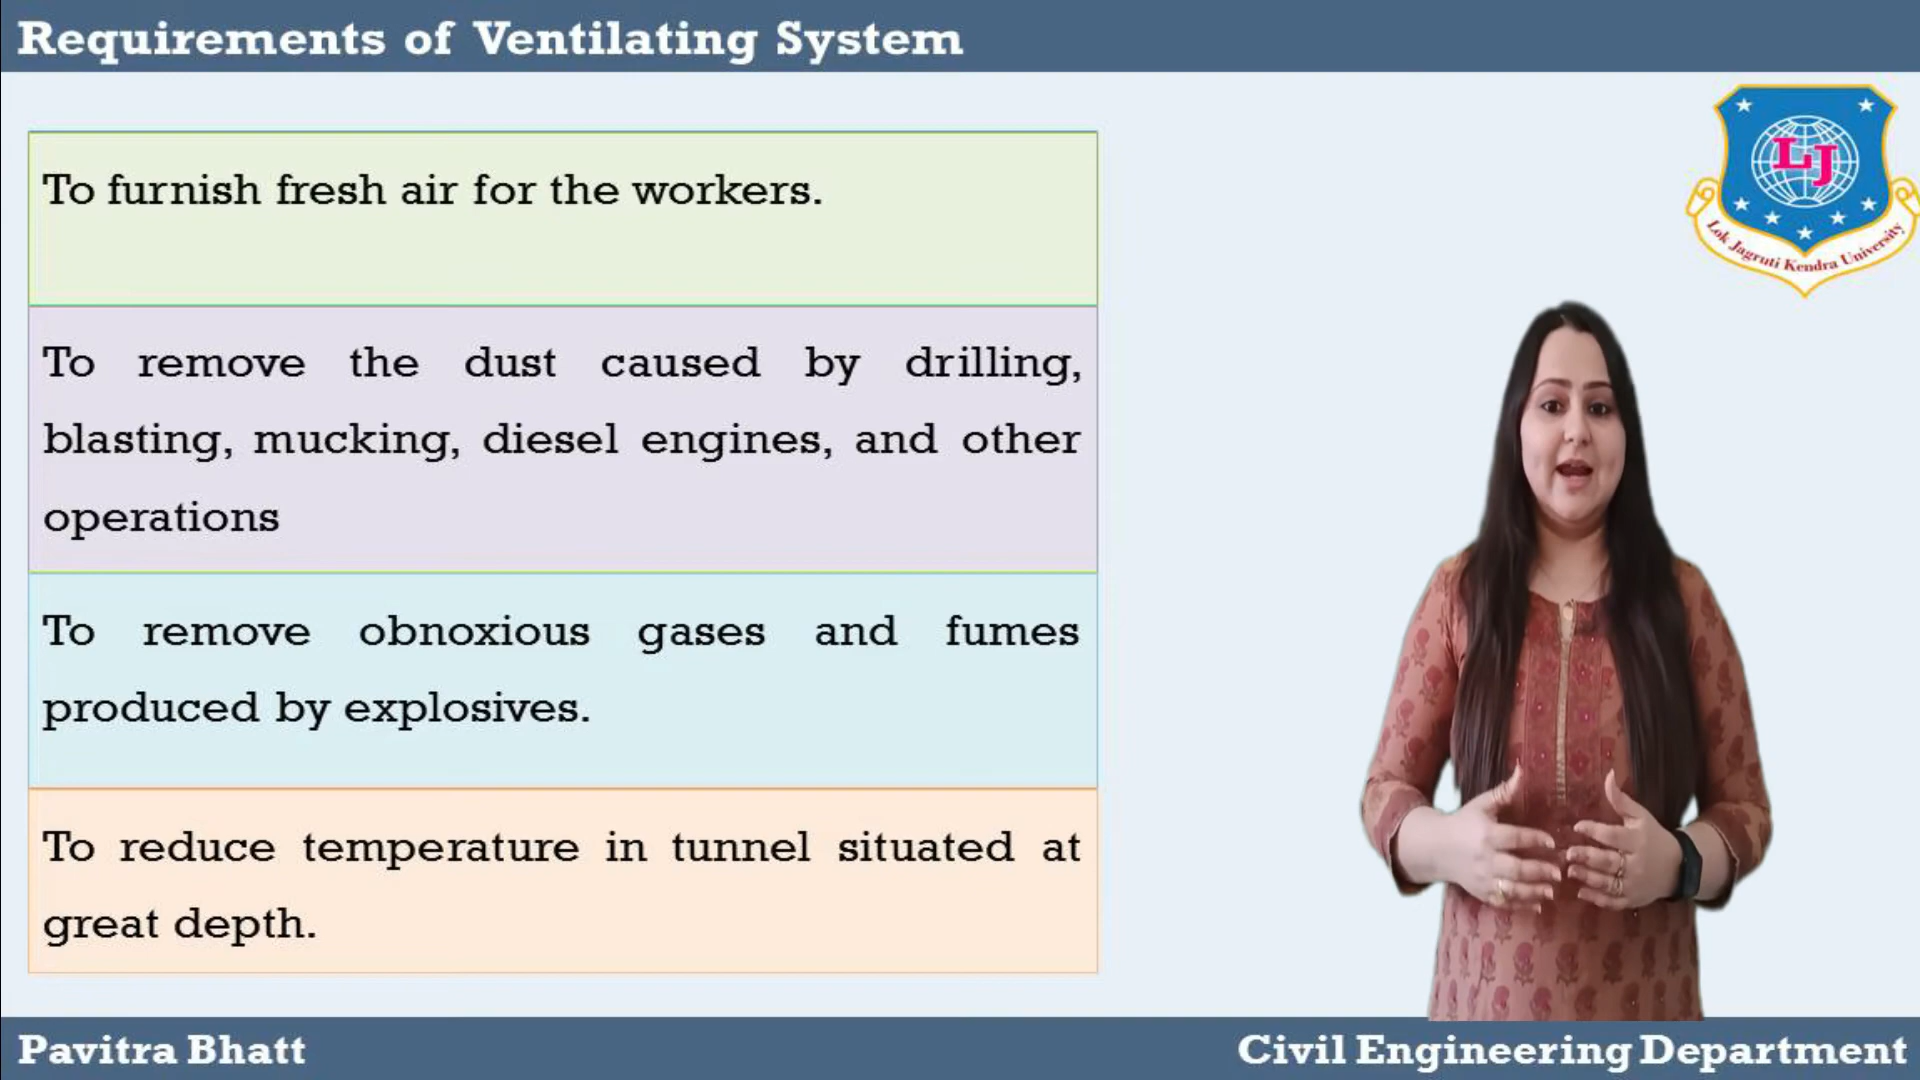 Requirements of Ventilating System
LJ
Lok Jagruti Kendra University
To furnish fresh air for the workers.
To remove the dust caused by drilling,
blasting, mucking, diesel engines, and other
operations
To remove obnoxious gases and fumes
produced by explosives.
To reduce temperature in tunnel situated at
great depth.
Pavitra Bhatt
Civil Engineering Department